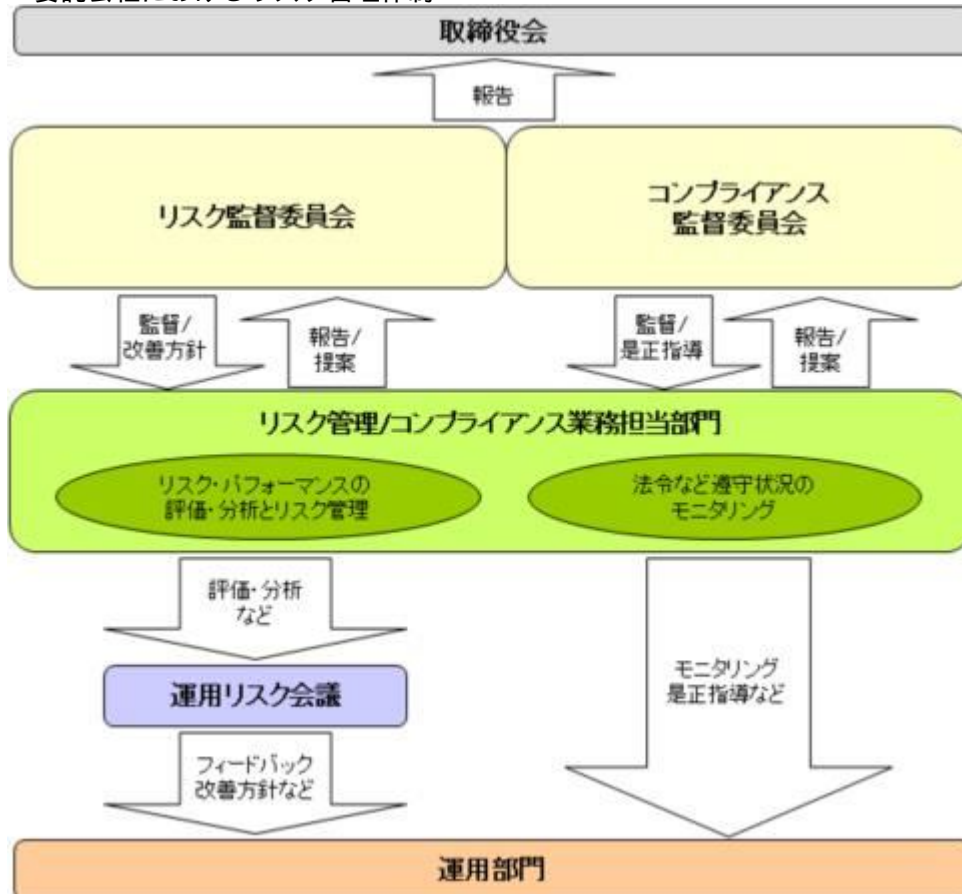 取締役会
報告
リスク監督委員会
コンプライアンス
監督委員会
監督/
改善方針
報告/
提案
監督/
是正指導
報告/
提案
リスク管理/コンプライアンス業務担当部門
リスク・パフォーマンスの
評価・分析とリスク管理
法令など遵守状況の
モニタリング
評価・分析
など
運用リスク会議
モニタリング
是正指導など
フィードバック
改善方針など
運用部門